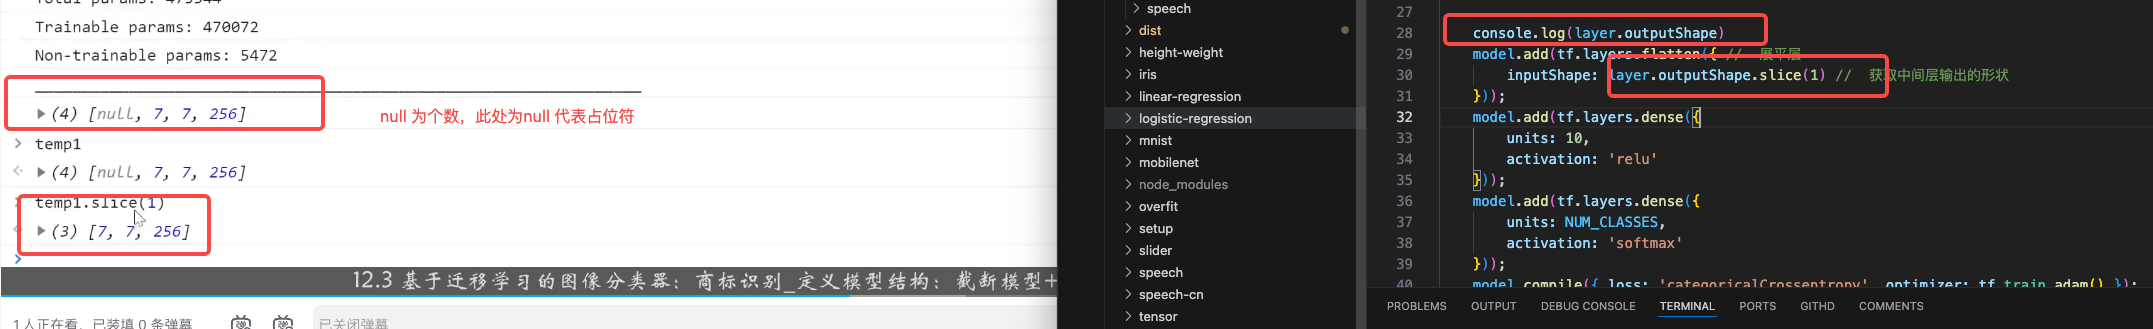 Total params: 475544
Trainable params: 470072
Non-trainable params: 5472
(4) [null, 7, 7, 256]
null 为个数，此处为null 代表占位符
temp1
(4) [null, 7, 7, 256]
temp1.slice(1)
(3) [7, 7, 256]
12.3 基于迁移学习的图像分类器：商标识别_定义模型结构：截断模型+
1人正在看，已装填 0 条弹幕
已关闭弹幕
speech
dist
height-weight
iris
linear-regression
logistic-regression
mnist
mobilenet
node_modules
overfit
setup
slider
speech
speech-cn
tensor
27
28 console.log(layer.outputShape)
29 model.add(tf.layers.flatten({ // 展平层
30 inputShape: layer.outputShape.slice(1) // 获取中间层输出的形状
31 }));
32 model.add(tf.layers.dense({
33 units: 10,
34 activation: 'relu'
35 }));
36 model.add(tf.layers.dense({
37 units: NUM_CLASSES,
38 activation: 'softmax'
39 }));
40 model.compile({ loss: 'categoricalCrossentropy', optimizer: tf.train.adam() });
PROBLEMS OUTPUT DEBUG CONSOLE TERMINAL PORTS GITHD COMMENTS